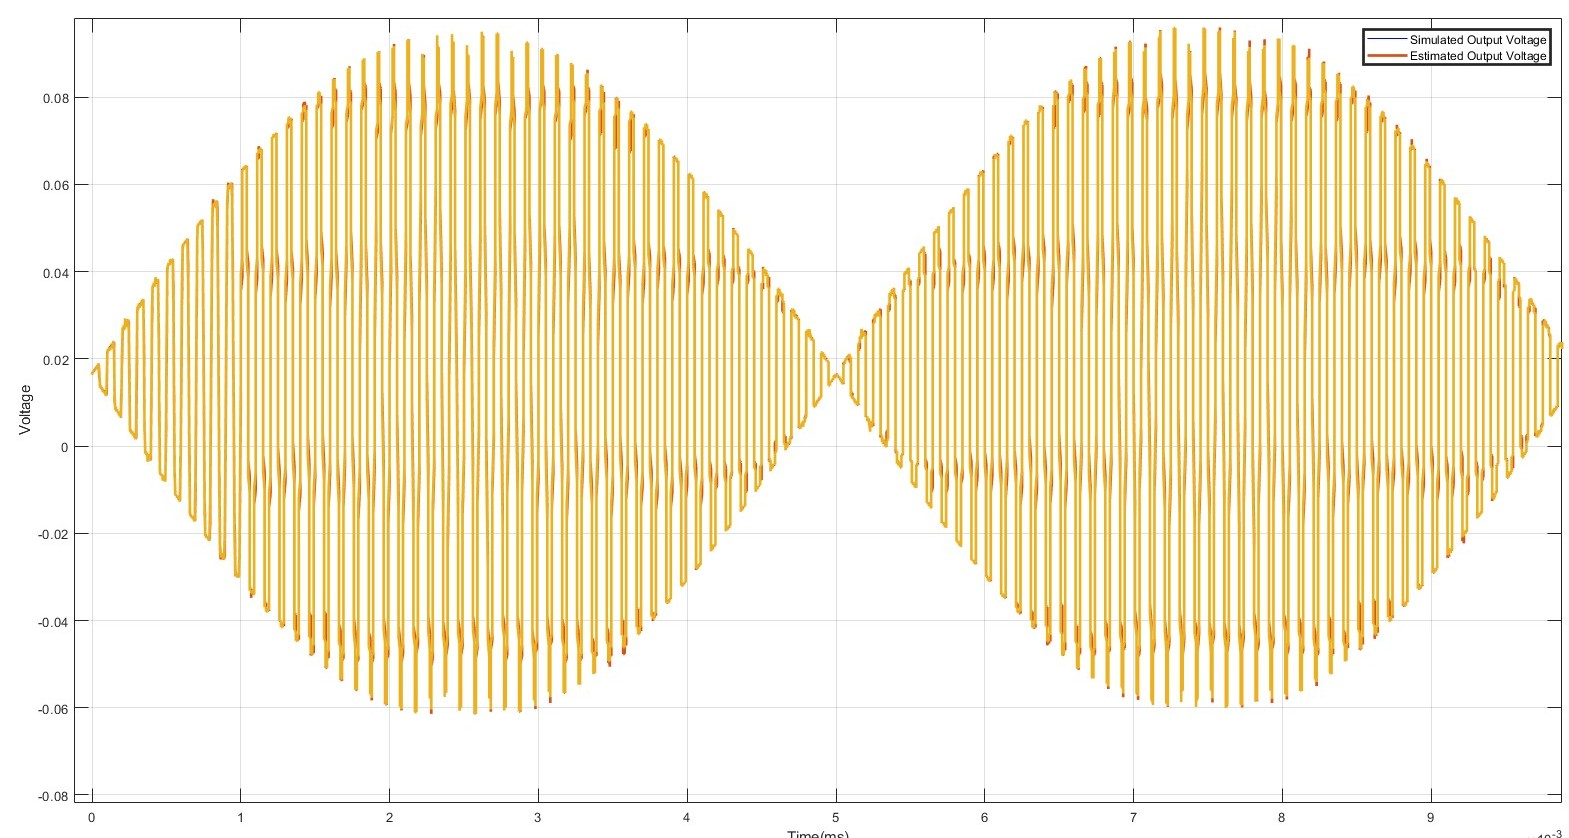 Simulated Output Voltage
Estimated Output Voltage
0.08
0.06
0.04
0.02
0
-0.02
-0.04
-0.06
-0.08
Voltage
0 1 2 3 4 5 6 7 8 9
Time(ms)